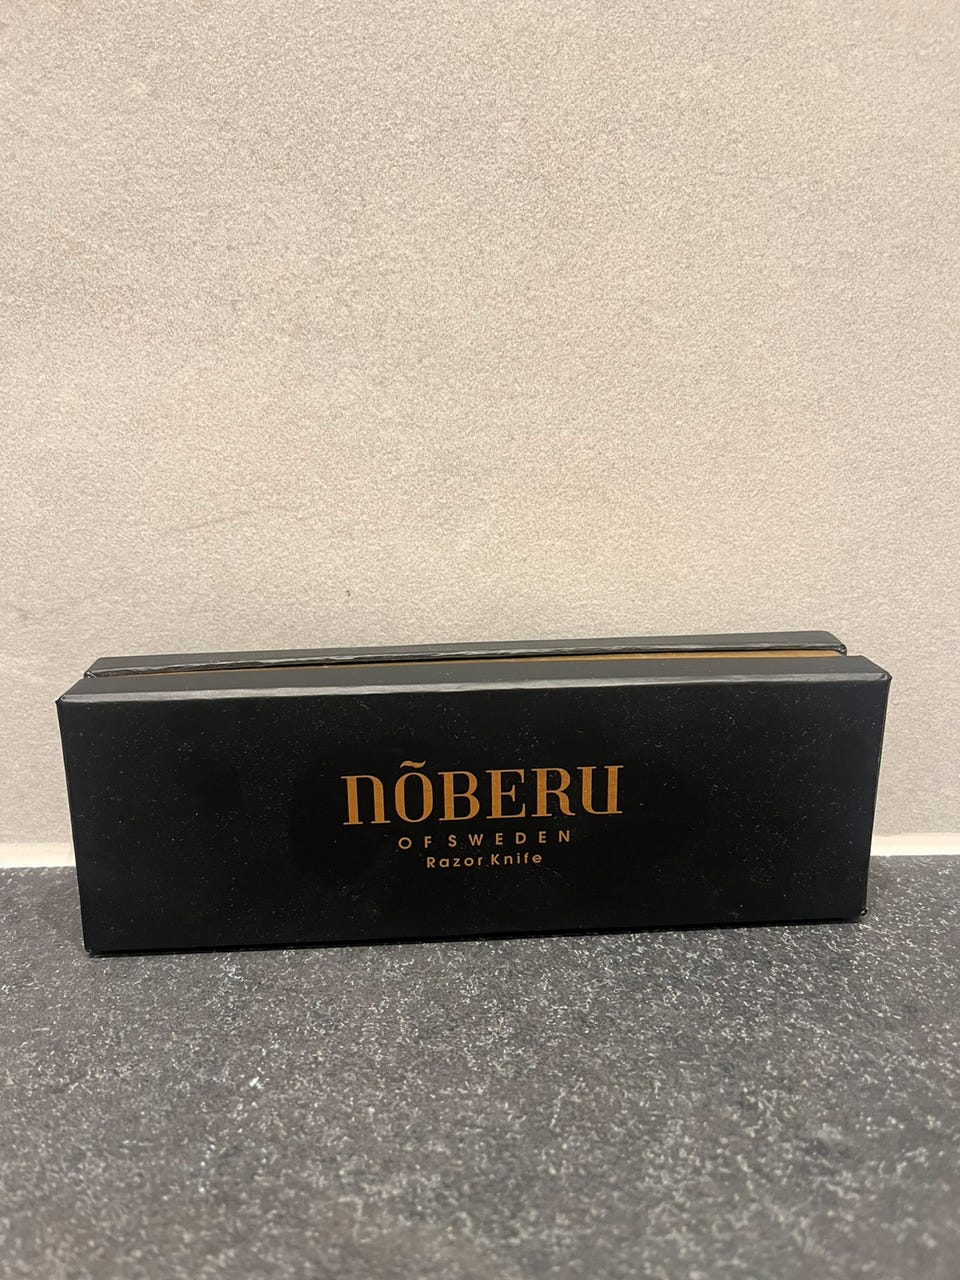 NÕBERU
OF SWEDEN
Razor Knife